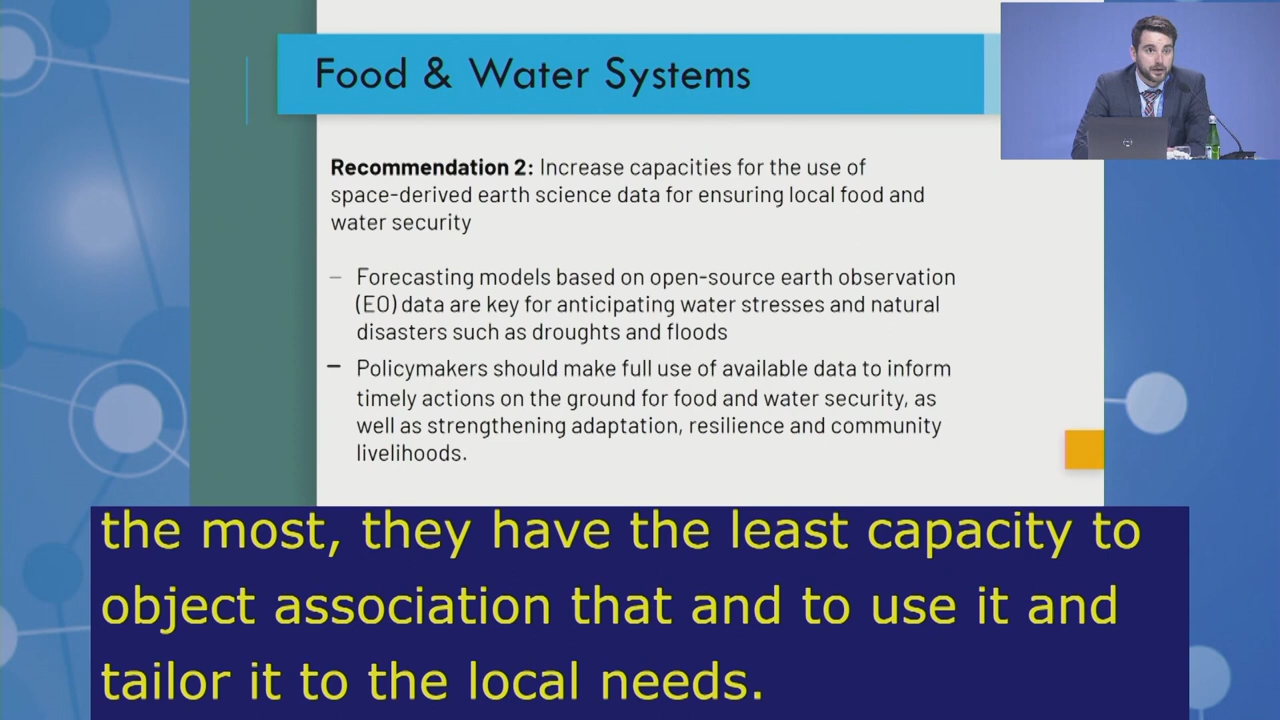 Food & Water Systems
Recommendation 2: Increase capacities for the use of
space-derived earth science data for ensuring local food and
water security
– Forecasting models based on open-source earth observation
(EO) data are key for anticipating water stresses and natural
disasters such as droughts and floods
– Policymakers should make full use of available data to inform
timely actions on the ground for food and water security, as
well as strengthening adaptation, resilience and community
livelihoods.
the most, they have the least capacity to
object association that and to use it and
tailor it to the local needs.